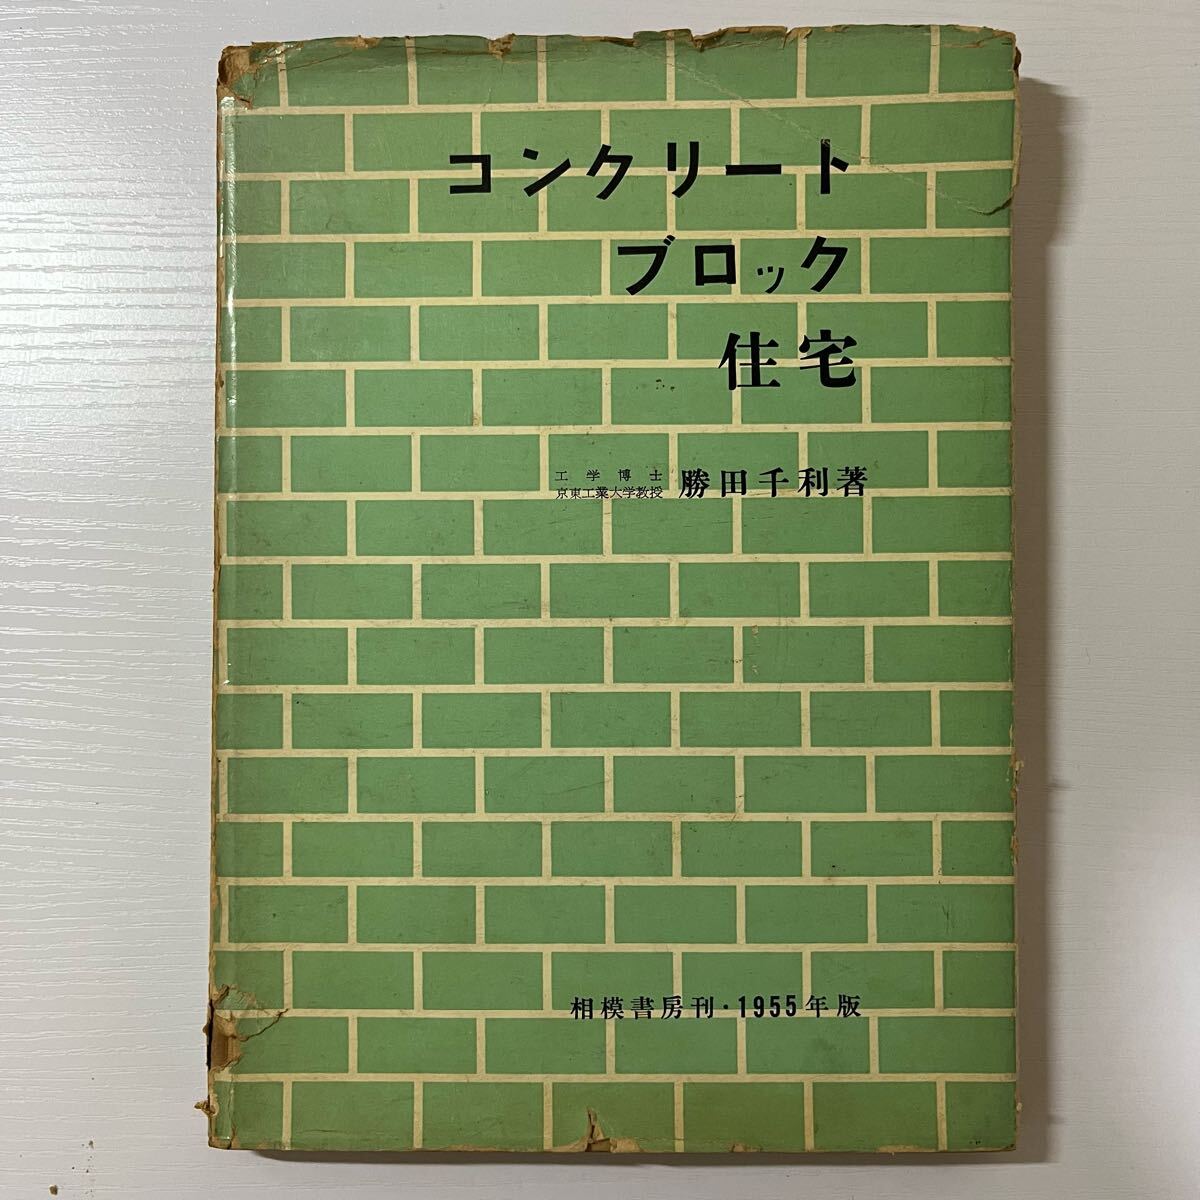 コンクリート
ブロック
住宅
工学博士
京東工業大学教授 勝田千利著
相模書房刊・1955年版